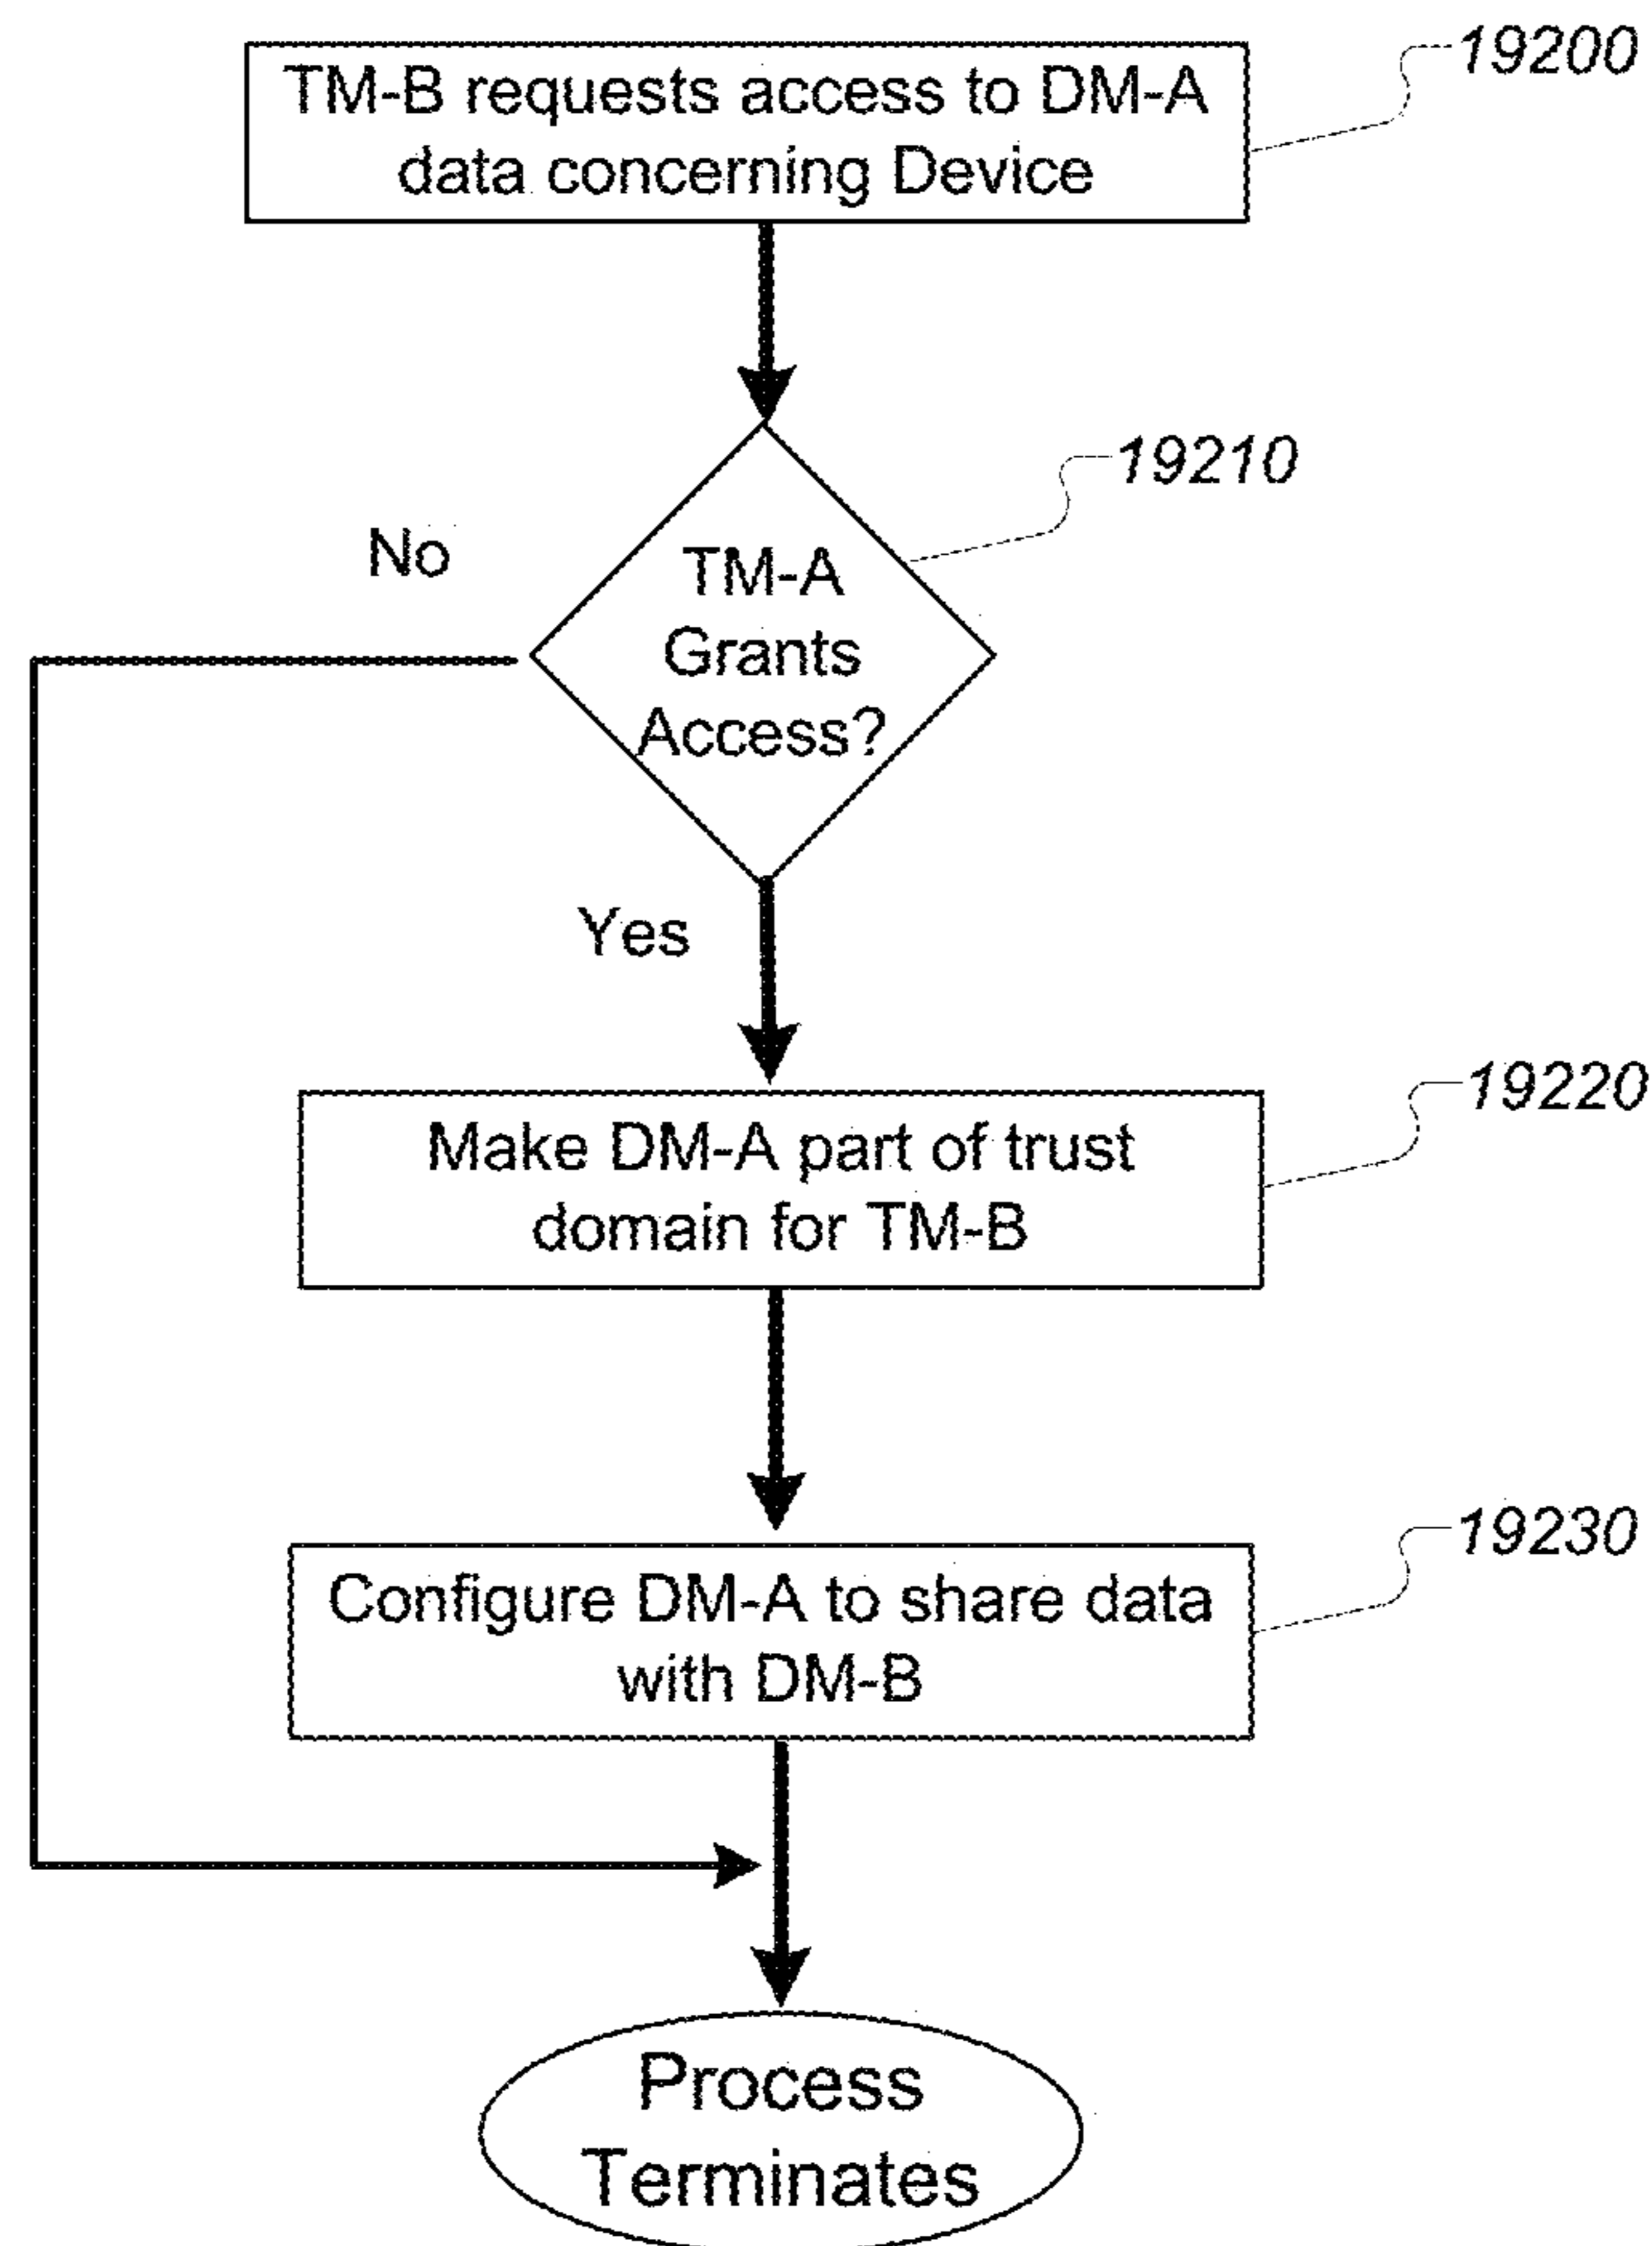 TM-B requests access to DM-A
data concerning Device
19200
19210
No
TM-A
Grants
Access?
Yes
19220
Make DM-A part of trust
domain for TM-B
19230
Configure DM-A to share data
with DM-B
Process
Terminates